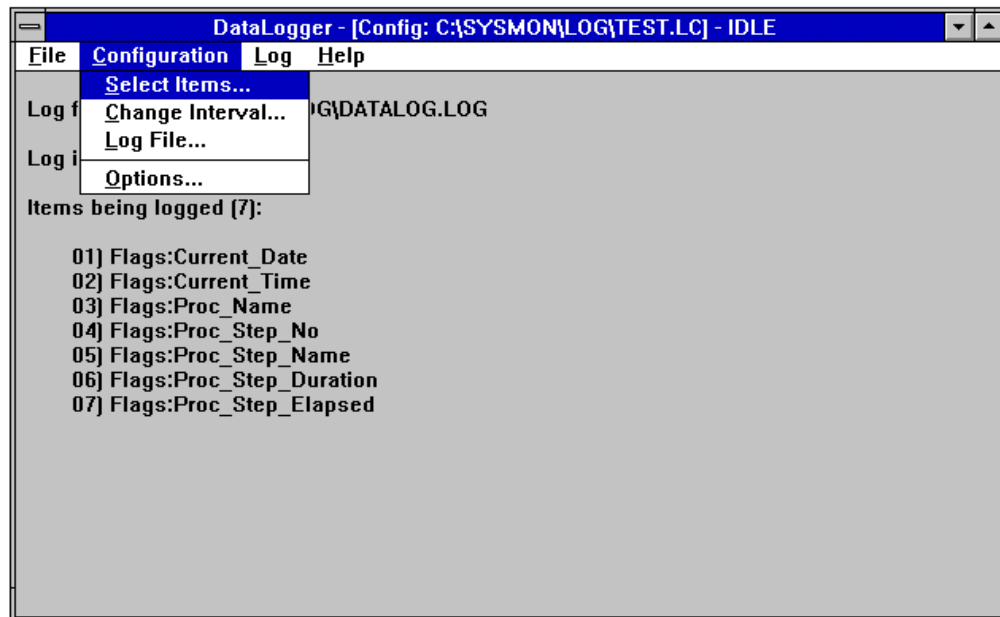 DataLogger - [Config: C:\SYSMON\LOG\TEST.LC] - IDLE
File Configuration Log Help
Select Items...
Log f OG\DATALOG.LOG
Change Interval...
Log File...
Log i
Options...
Items being logged (7):
01) Flags:Current_Date
02) Flags:Current_Time
03) Flags:Proc_Name
04) Flags:Proc_Step_No
05) Flags:Proc_Step_Name
06) Flags:Proc_Step_Duration
07) Flags:Proc_Step_Elapsed